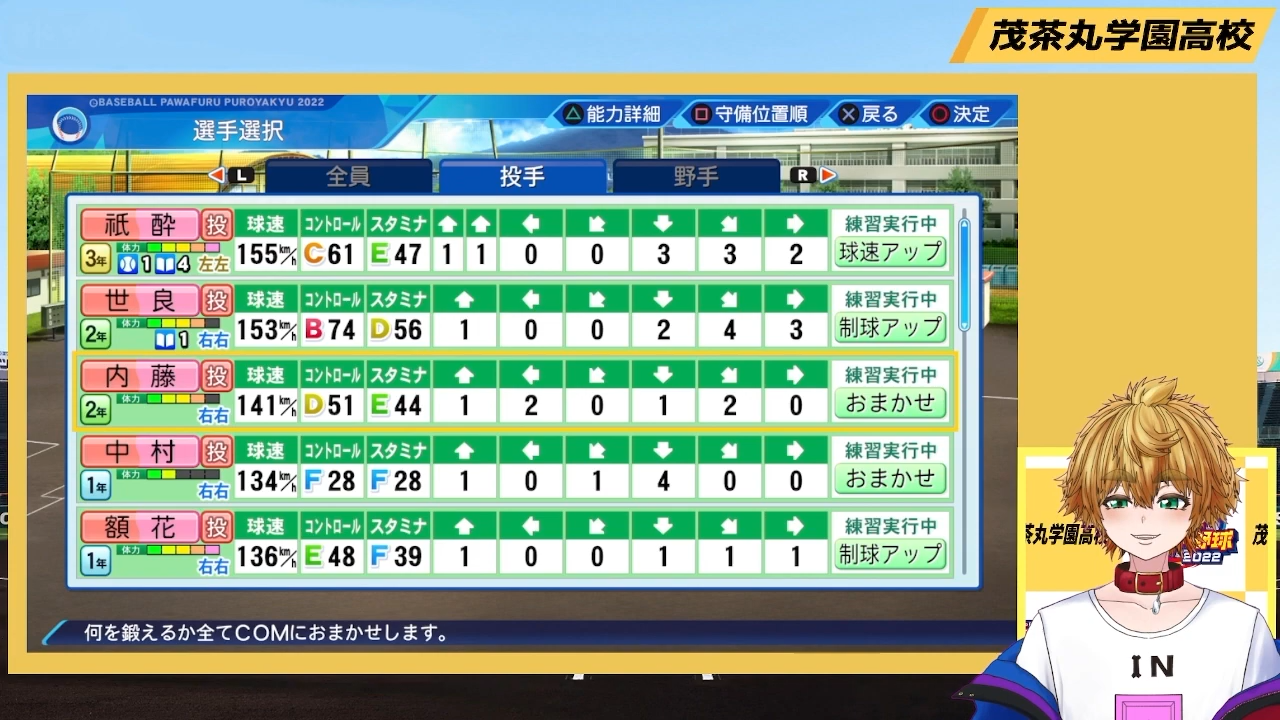 茂茶丸学園高校
©BASEBALL PAWAFURU PUROYAKYU 2022
選手選択
能力詳細 守備位置順 戻る 決定
L 全員 投手 野手 R
祇酔 投 球速 コントロール スタミナ 練習実行中
3年 体力 1 4 左左 155km/h C61 E47 1 1 0 0 3 3 2 球速アップ
世良 投 球速 コントロール スタミナ 練習実行中
2年 体力 1 右右 153km/h B74 D56 1 0 0 2 4 3 制球アップ
内藤 投 球速 コントロール スタミナ 練習実行中
2年 体力 右右 141km/h D51 E44 1 2 0 1 2 0 おまかせ
中村 投 球速 コントロール スタミナ 練習実行中
1年 体力 右右 134km/h F28 F28 1 0 1 4 0 0 おまかせ
額花 投 球速 コントロール スタミナ 練習実行中
1年 体力 右右 136km/h E48 F39 1 0 0 1 1 1 制球アップ
何を鍛えるか全てCOMにおまかせします。
茶丸学園高校
球
2022
茂
IN